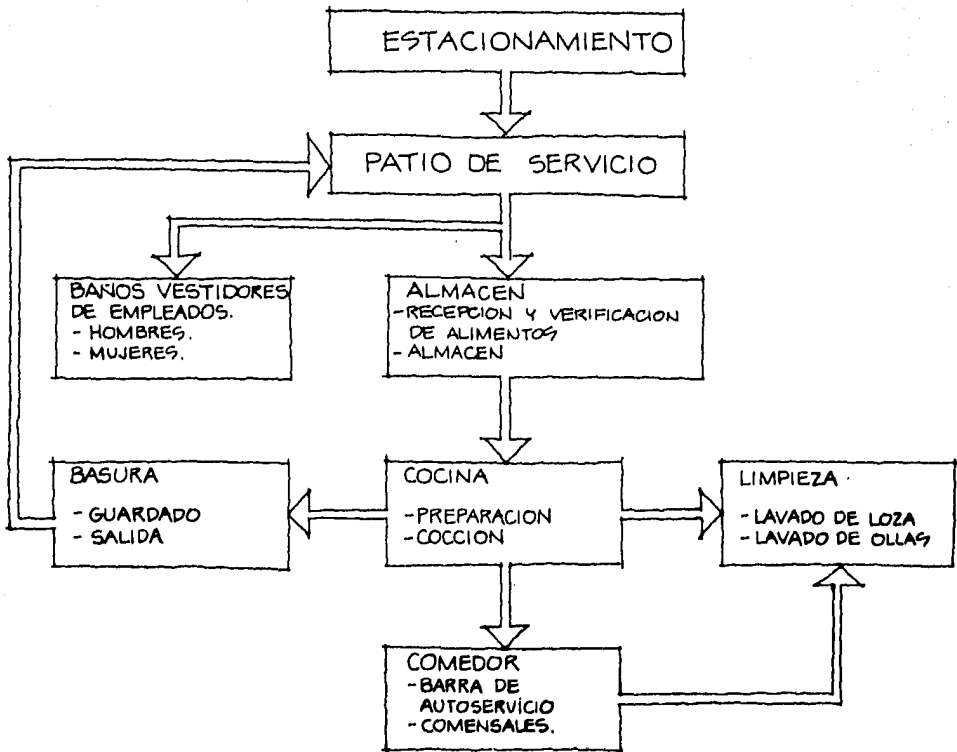 ESTACIONAMIENTO
PATIO DE SERVICIO
BAÑOS VESTIDORES
DE EMPLEADOS.
- HOMBRES.
- MUJERES.
ALMACEN
-RECEPCION Y VERIFICACION
DE ALIMENTOS
-ALMACEN
BASURA
- GUARDADO
- SALIDA
COCINA
-PREPARACION
-COCCION
LIMPIEZA
-LAVADO DE LOZA
-LAVADO DE OLLAS
COMEDOR
-BARRA DE
AUTOSERVICIO
-COMENSALES.